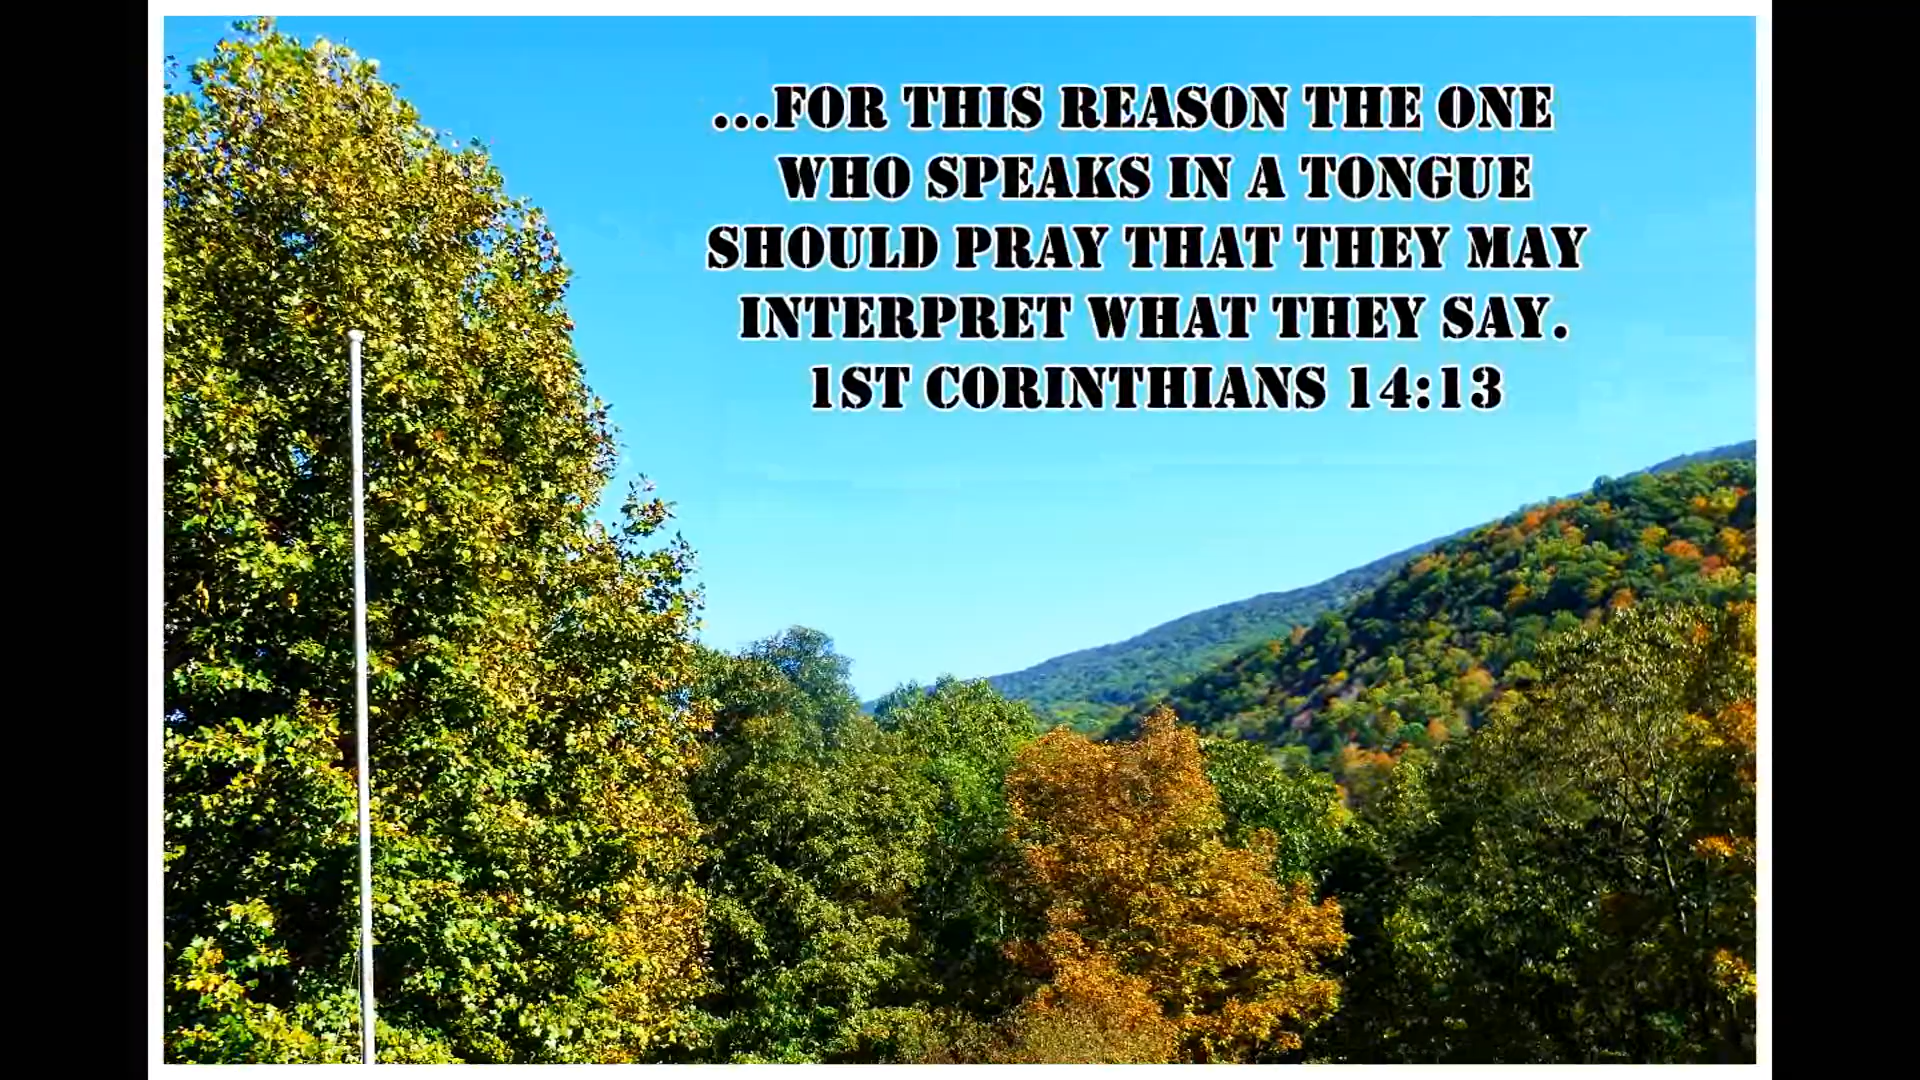 ...FOR THIS REASON THE ONE
WHO SPEAKS IN A TONGUE
SHOULD PRAY THAT THEY MAY
INTERPRET WHAT THEY SAY.
1ST CORINTHIANS 14:13